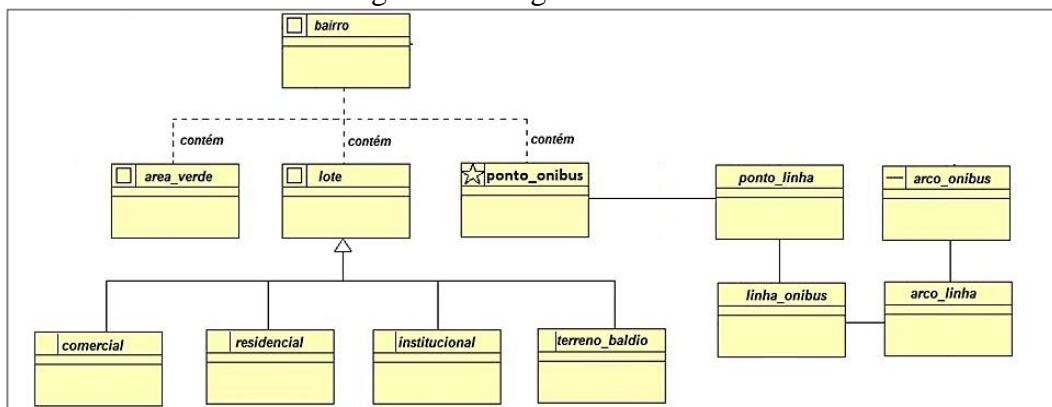 bairro
contém
contém
contém
area_verde
lote
ponto_onibus
ponto_linha
arco_onibus
linha_onibus
arco_linha
comercial
residencial
institucional
terreno_baldio